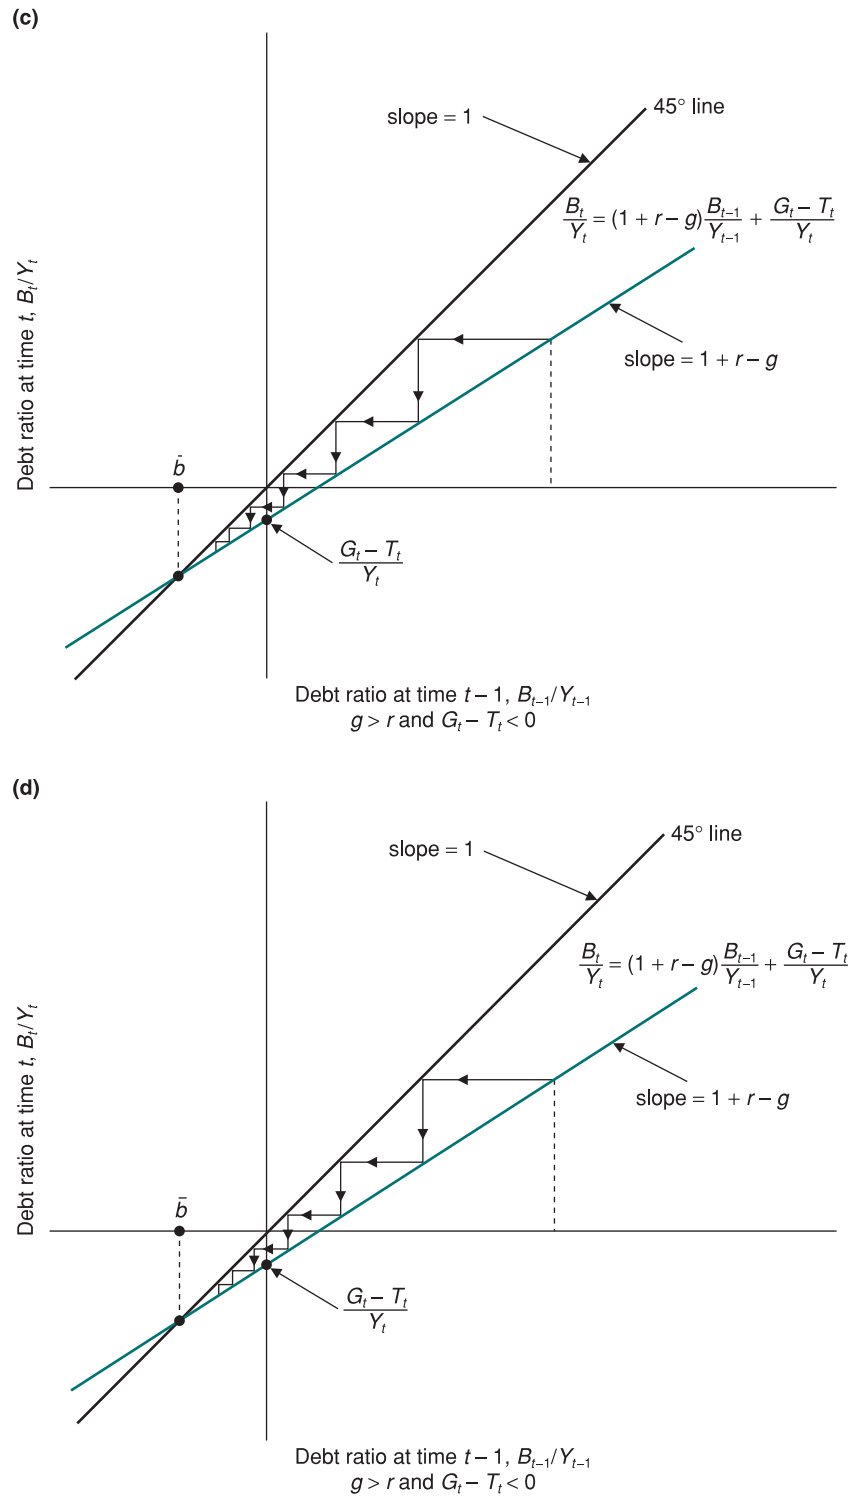 (c)
slope = 1
45° line
B_t/Y_t = (1 + r − g) B_{t−1}/Y_{t−1} + (G_t − T_t)/Y_t
slope = 1 + r − g
Debt ratio at time t, B_t/Y_t
b̄
(G_t − T_t)/Y_t
Debt ratio at time t − 1, B_{t−1}/Y_{t−1}
g > r and G_t − T_t < 0
(d)
slope = 1
45° line
B_t/Y_t = (1 + r − g) B_{t−1}/Y_{t−1} + (G_t − T_t)/Y_t
slope = 1 + r − g
Debt ratio at time t, B_t/Y_t
b̄
(G_t − T_t)/Y_t
Debt ratio at time t − 1, B_{t−1}/Y_{t−1}
g > r and G_t − T_t < 0